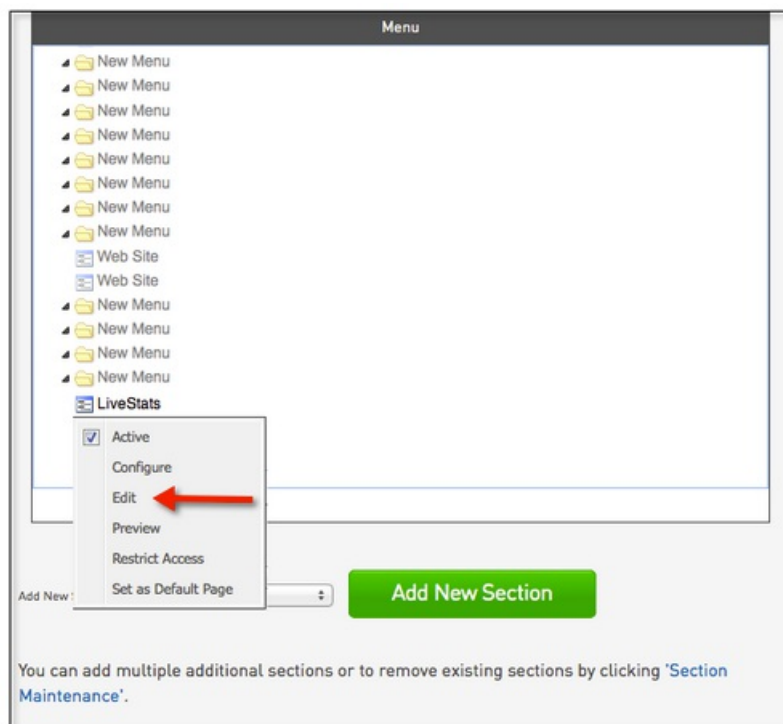 Menu
New Menu
New Menu
New Menu
New Menu
New Menu
New Menu
New Menu
New Menu
Web Site
Web Site
New Menu
New Menu
New Menu
New Menu
LiveStats
Active
Configure
Edit
Preview
Restrict Access
Set as Default Page
Add New
Add New Section
You can add multiple additional sections or to remove existing sections by clicking 'Section
Maintenance'.